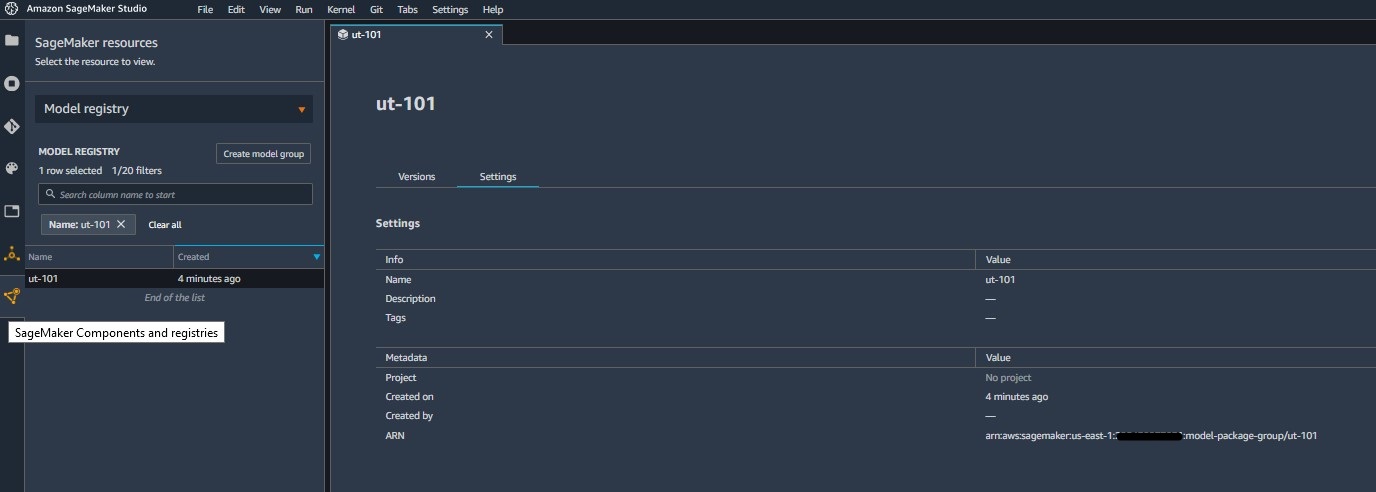 Amazon SageMaker Studio File Edit View Run Kernel Git Tabs Settings Help
SageMaker resources
Select the resource to view.
Model registry
MODEL REGISTRY
Create model group
1 row selected 1/20 filters
Search column name to start
Name: ut-101
Clear all
Name Created
ut-101 4 minutes ago
End of the list
SageMaker Components and registries
ut-101
ut-101
Versions Settings
Settings
Info Value
Name ut-101
Description —
Tags —
Metadata Value
Project No project
Created on 4 minutes ago
Created by —
ARN arn:aws:sagemaker:us-east-1: :model-package-group/ut-101